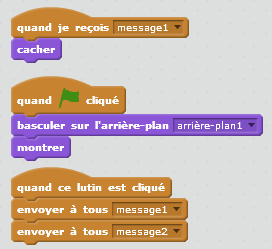 quand je reçois message1
cacher
quand cliqué
basculer sur l'arrière-plan arrière-plan1
montrer
quand ce lutin est cliqué
envoyer à tous message1
envoyer à tous message2